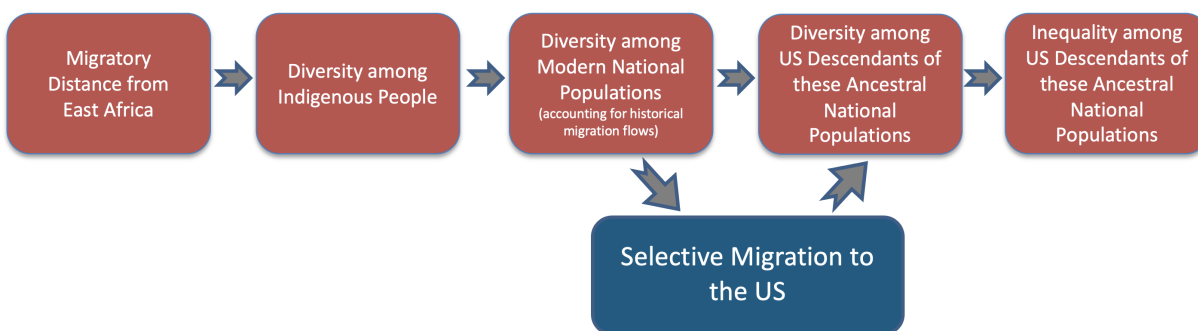 Migratory
Distance from
East Africa
Diversity among
Indigenous People
Diversity among
Modern National
Populations
(accounting for historical
migration flows)
Diversity among
US Descendants of
these Ancestral
National
Populations
Inequality among
US Descendants of
these Ancestral
National
Populations
Selective Migration to
the US